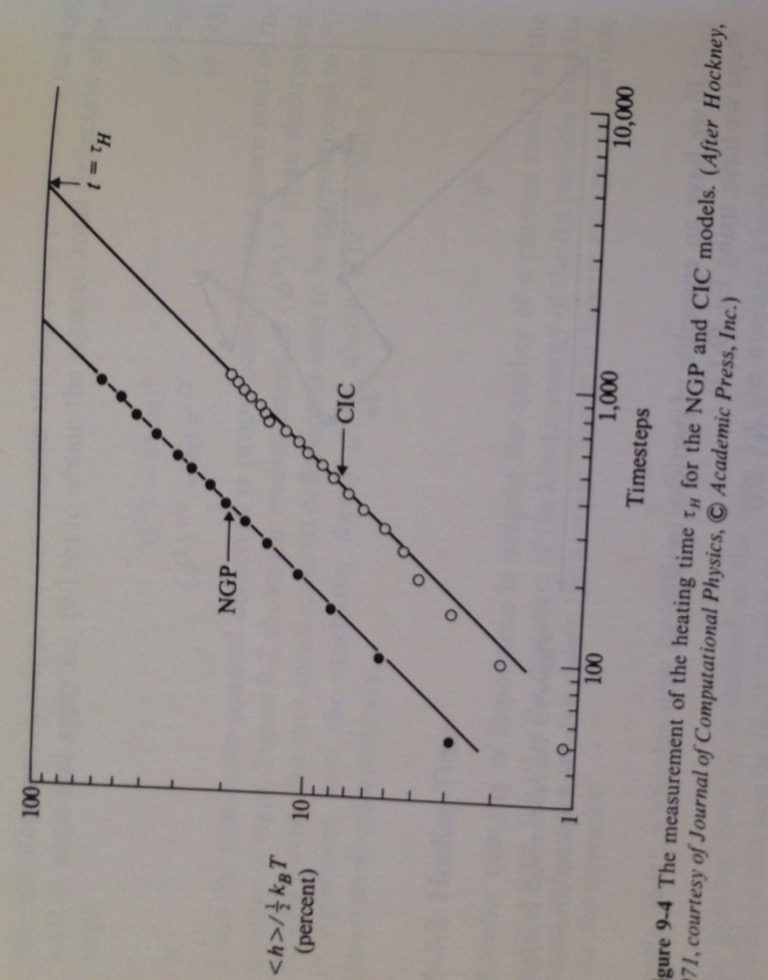 100
10
1
<h>/½k_BT
(percent)
NGP
CIC
t = τ_H
100
1,000
10,000
Timesteps
gure 9-4 The measurement of the heating time τ_H for the NGP and CIC models. (After Hockney,
71, courtesy of Journal of Computational Physics, © Academic Press, Inc.)